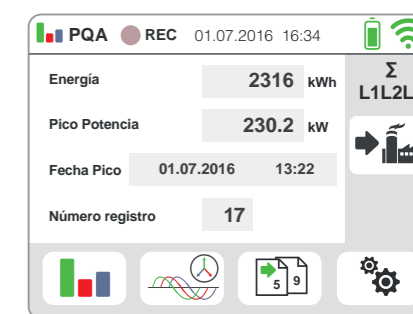 PQA REC 01.07.2016 16:34
Σ
L1L2L
Energía 2316 kWh
Pico Potencia 230.2 kW
Fecha Pico 01.07.2016 13:22
Número registro 17
5 9